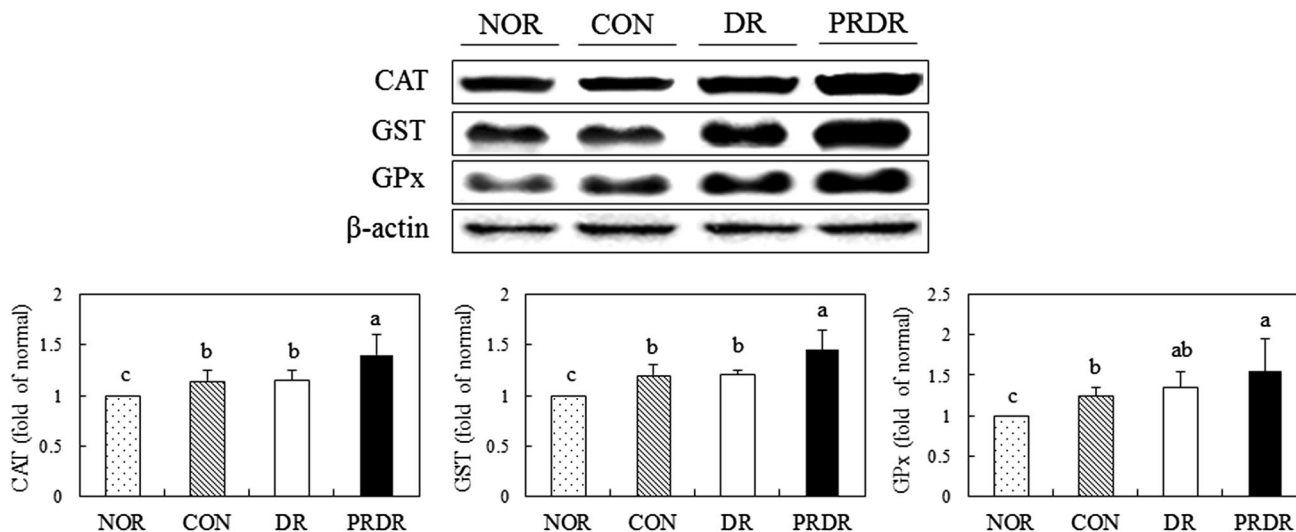 NOR CON DR PRDR
CAT
GST
GPx
β-actin
CAT (fold of normal)
2
1.5
1
0.5
0
c b b a
NOR CON DR PRDR
GST (fold of normal)
2
1.5
1
0.5
0
c b b a
NOR CON DR PRDR
GPx (fold of normal)
2.5
2
1.5
1
0.5
0
c b ab a
NOR CON DR PRDR